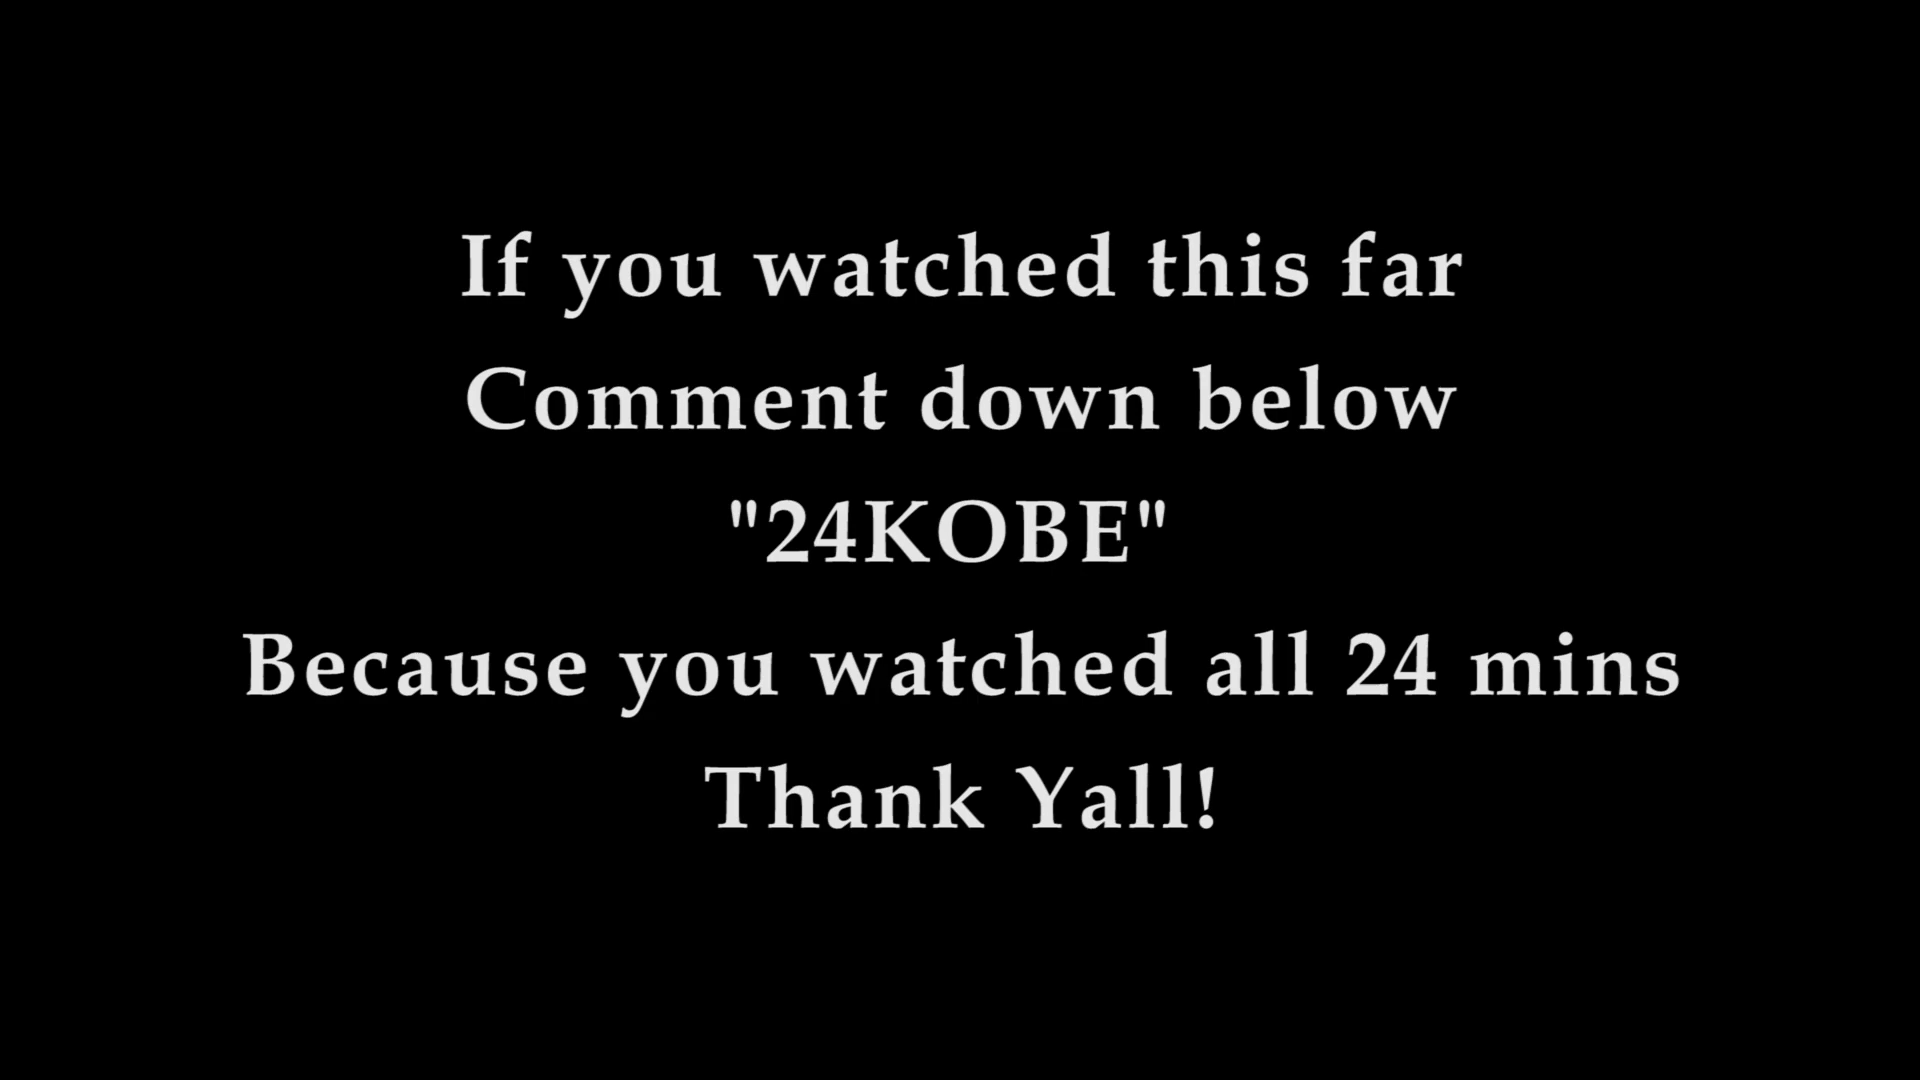 If you watched this far
Comment down below
"24KOBE"
Because you watched all 24 mins
Thank Yall!